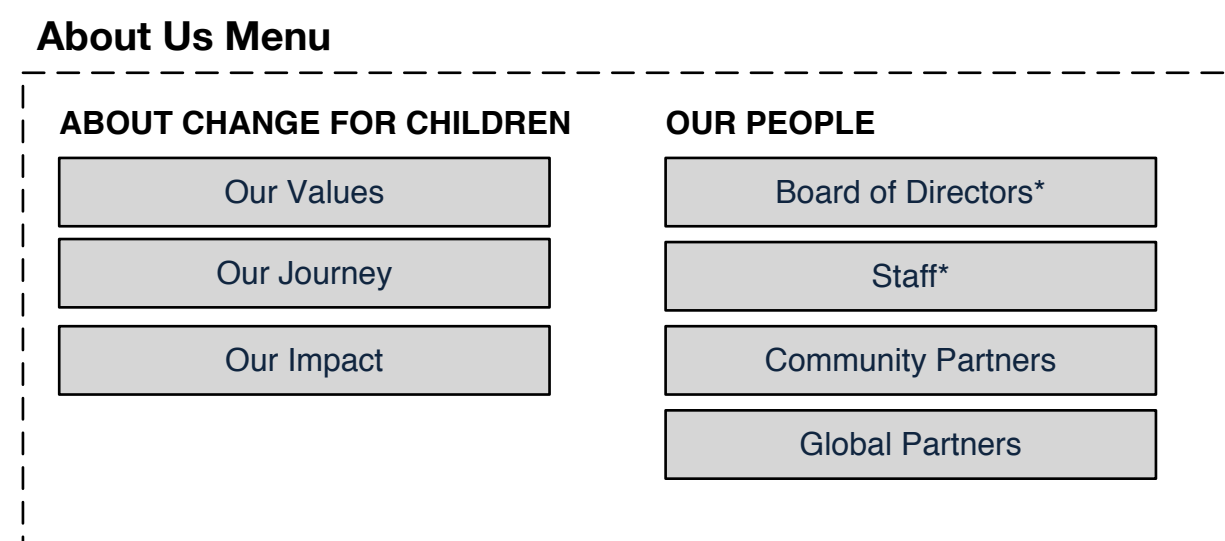 About Us Menu
ABOUT CHANGE FOR CHILDREN
Our Values
Our Journey
Our Impact
OUR PEOPLE
Board of Directors*
Staff*
Community Partners
Global Partners